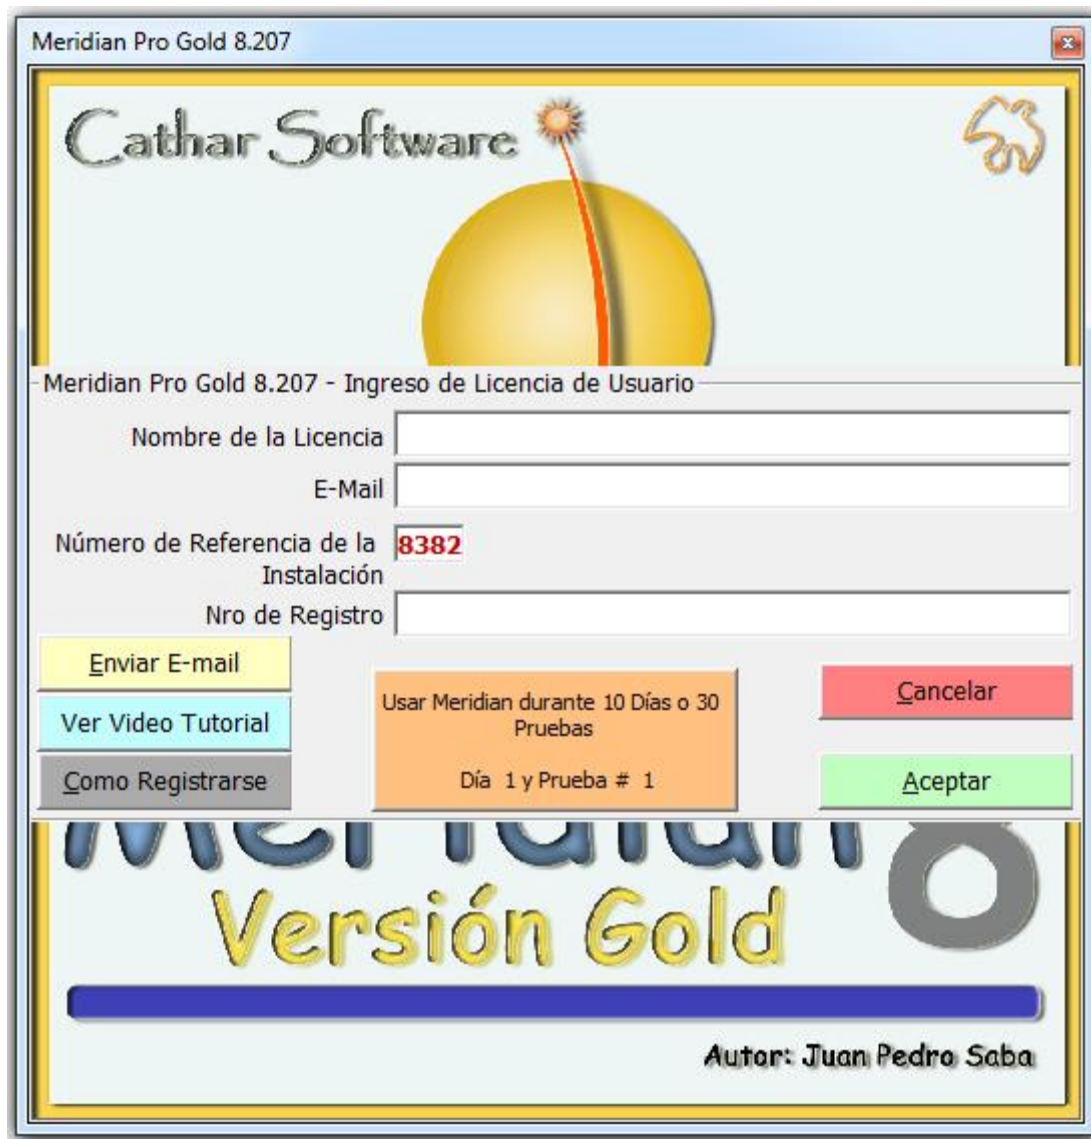 Meridian Pro Gold 8.207
Cathar Software
Meridian Pro Gold 8.207 - Ingreso de Licencia de Usuario
Nombre de la Licencia
E-Mail
Número de Referencia de la
Instalación
8382
Nro de Registro
Enviar E-mail
Ver Video Tutorial
Como Registrarse
Usar Meridian durante 10 Días o 30
Pruebas
Día 1 y Prueba # 1
Cancelar
Aceptar
Meridian 8
Versión Gold
Autor: Juan Pedro Saba